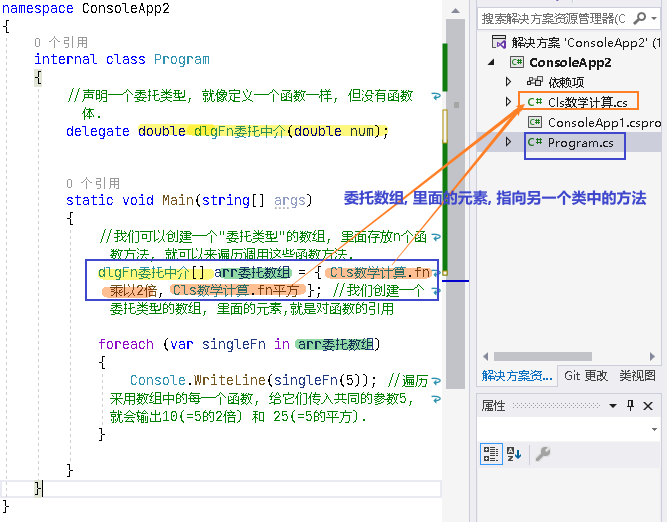 namespace ConsoleApp2
{
0 个引用
internal class Program
{
//声明一个委托类型, 就像定义一个函数一样, 但没有函数
体.
delegate double dlgFn委托中介(double num);
0 个引用
static void Main(string[] args)
{
//我们可以创建一个"委托类型"的数组, 里面存放n个函
数方法, 就可以来遍历调用这些函数方法.
dlgFn委托中介[] arr委托数组 = { Cls数学计算.fn
乘以2倍, Cls数学计算.fn平方 }; //我们创建一个
委托类型的数组, 里面的元素,就是对函数的引用
foreach (var singleFn in arr委托数组)
{
Console.WriteLine(singleFn(5)); //遍历
采用数组中的每一个函数, 给它们传入共同的参数5,
就会输出10(=5的2倍) 和 25(=5的平方).
}
}
}
}
委托数组, 里面的元素, 指向另一个类中的方法
搜索解决方案资源管理器(C
解决方案 'ConsoleApp2' (1
ConsoleApp2
依赖项
C# Cls数学计算.cs
C# ConsoleApp1.cspro
C# Program.cs
解决方案资... Git 更改 类视图
属性